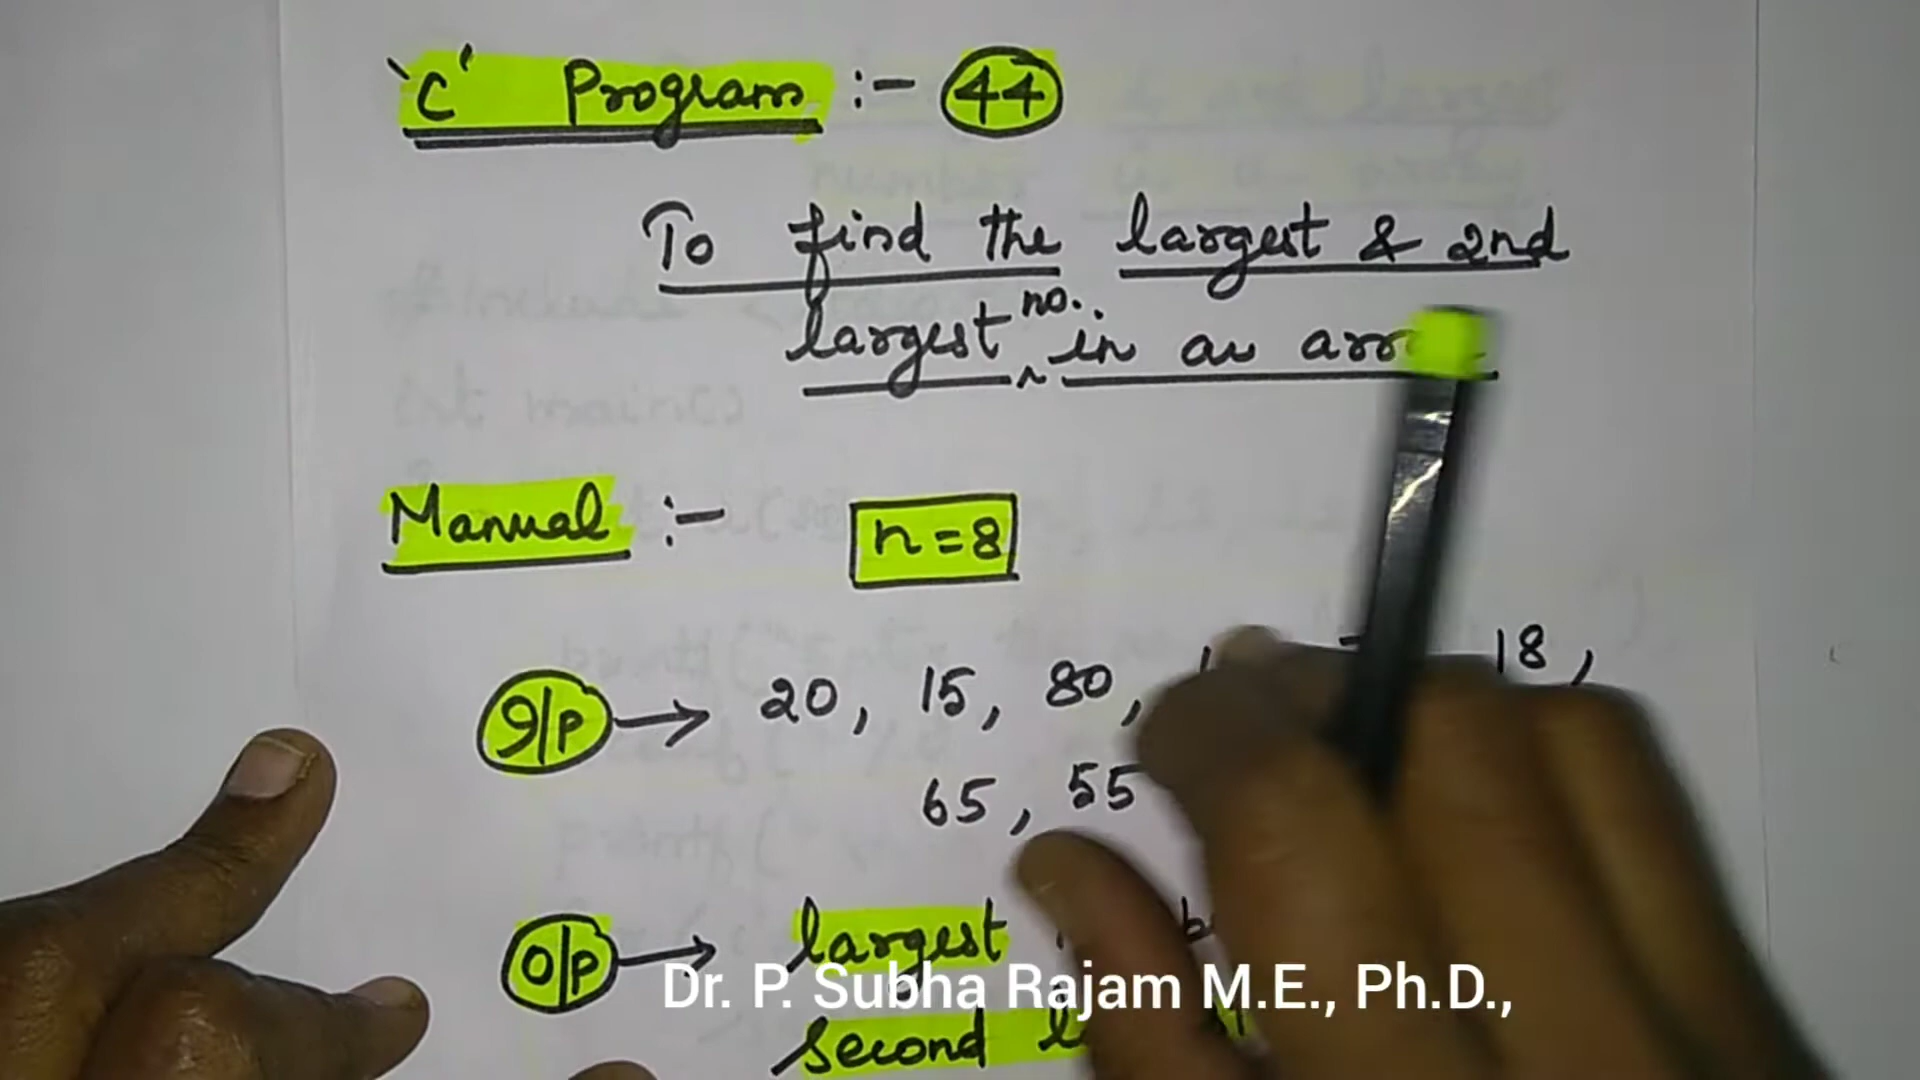 'C' Program :- 44
To find the largest & 2nd
largest no. in an
Manual :- n=8
I/P → 20, 15, 80, 18,
65, 55
O/P → largest
second
Dr. P. Subha Rajam M.E., Ph.D.,